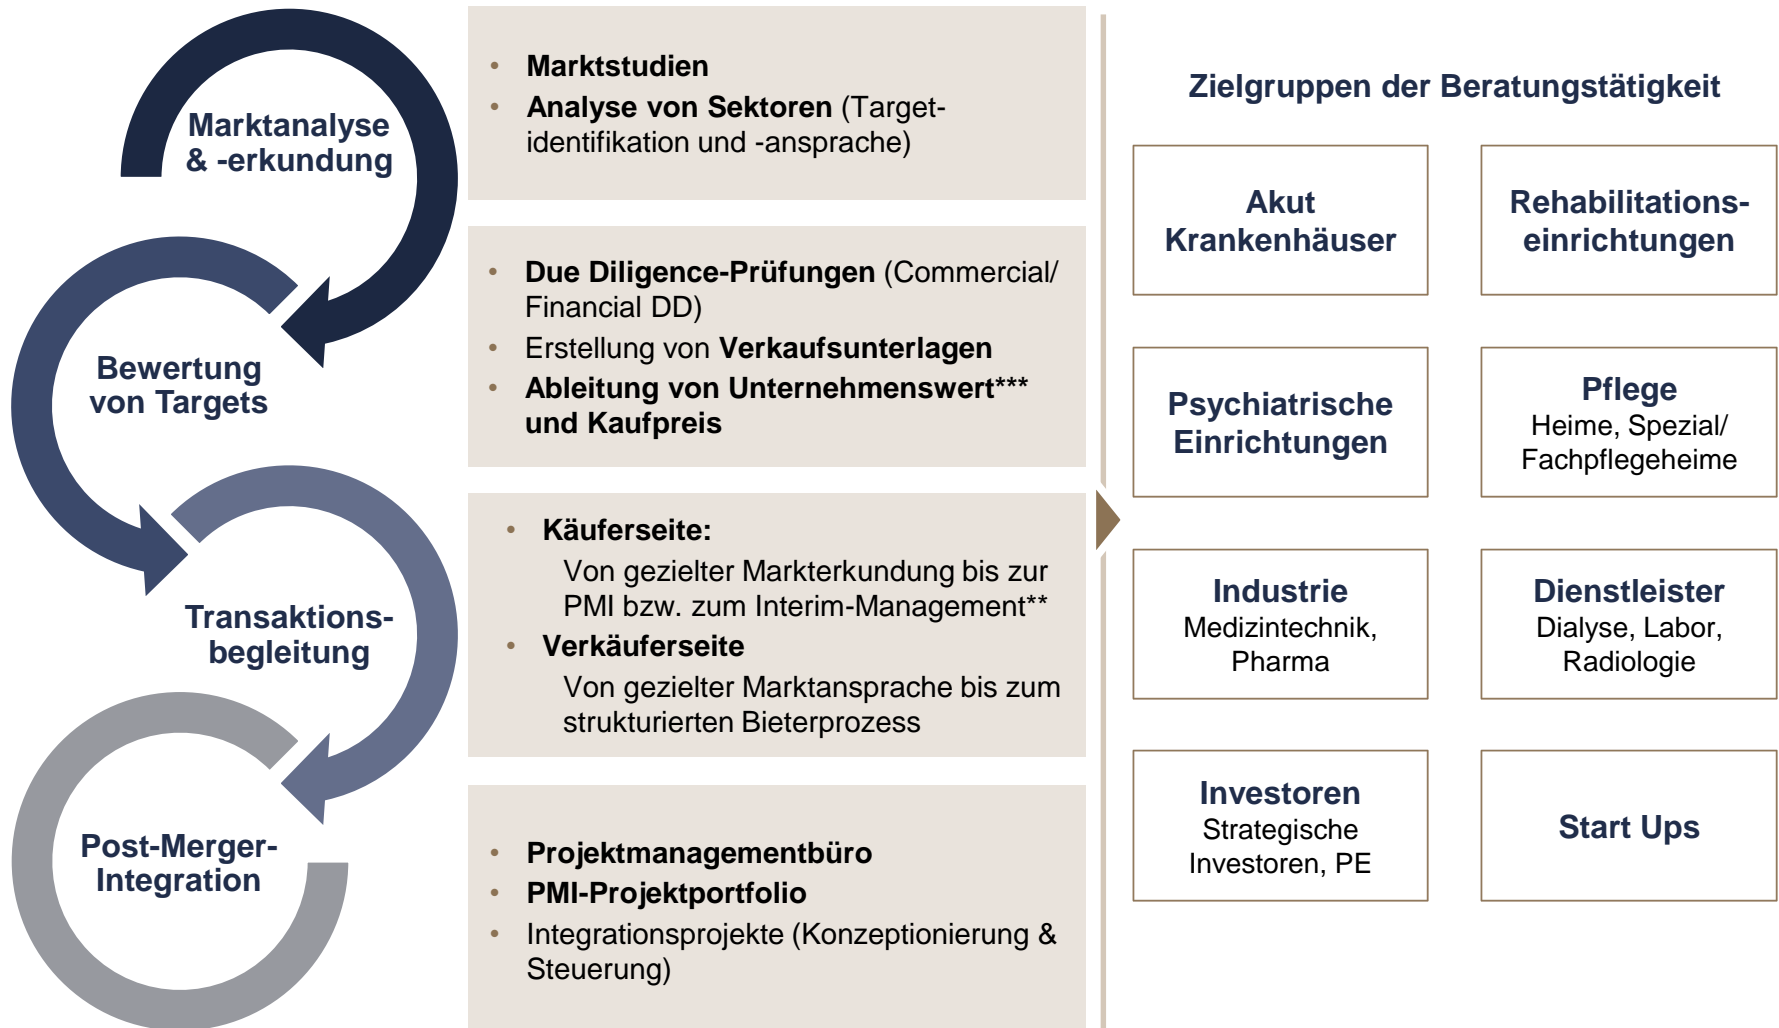 Marktanalyse
& -erkundung
• Marktstudien
• Analyse von Sektoren (Target-
identifikation und -ansprache)
Bewertung
von Targets
• Due Diligence-Prüfungen (Commercial/
Financial DD)
• Erstellung von Verkaufsunterlagen
• Ableitung von Unternehmenswert***
und Kaufpreis
Transaktions-
begleitung
• Käuferseite:
Von gezielter Markterkundung bis zur
PMI bzw. zum Interim-Management**
• Verkäuferseite
Von gezielter Marktansprache bis zum
strukturierten Bieterprozess
Post-Merger-
Integration
• Projektmanagementbüro
• PMI-Projektportfolio
• Integrationsprojekte (Konzeptionierung &
Steuerung)
Zielgruppen der Beratungstätigkeit
Akut
Krankenhäuser
Rehabilitations-
einrichtungen
Psychiatrische
Einrichtungen
Pflege
Heime, Spezial/
Fachpflegeheime
Industrie
Medizintechnik,
Pharma
Dienstleister
Dialyse, Labor,
Radiologie
Investoren
Strategische
Investoren, PE
Start Ups